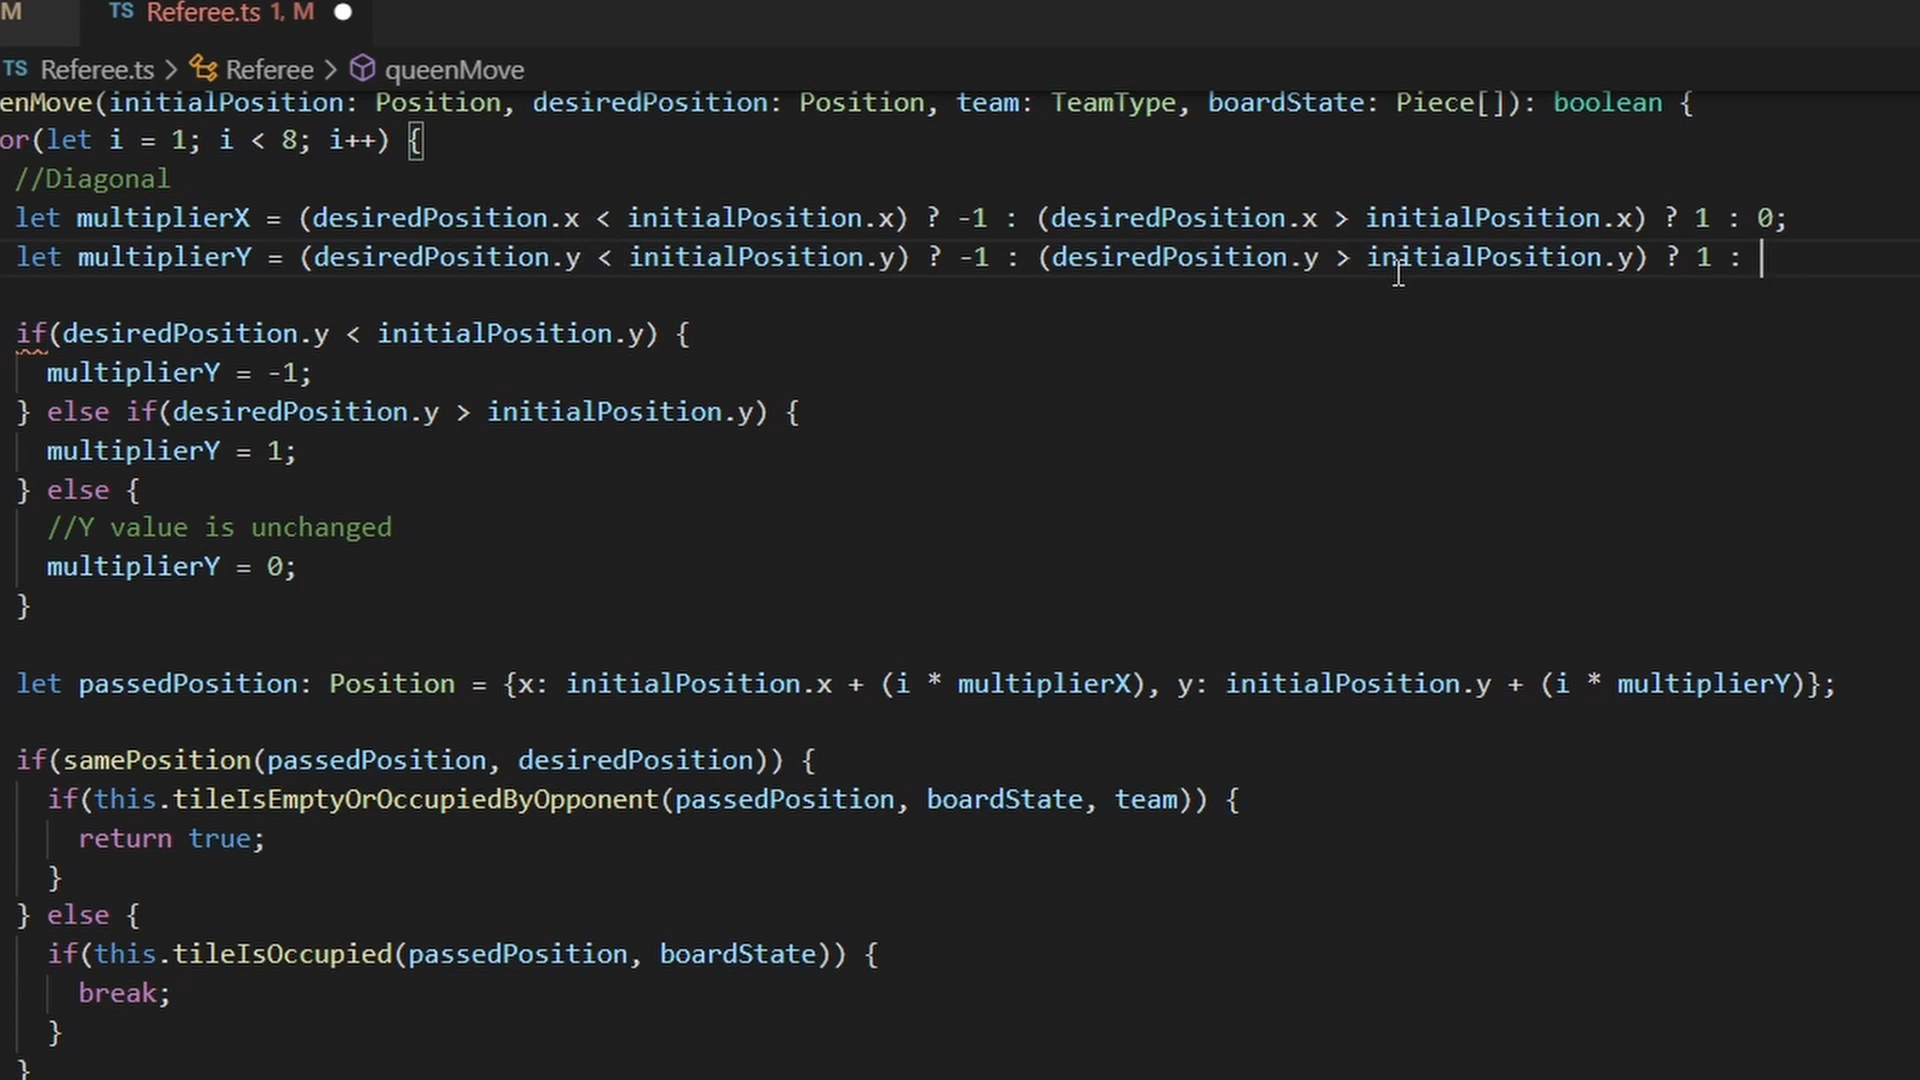 M TS Referee.ts 1, M
TS Referee.ts > Referee > queenMove
enMove(initialPosition: Position, desiredPosition: Position, team: TeamType, boardState: Piece[]): boolean {
or(let i = 1; i < 8; i++) {
//Diagonal
let multiplierX = (desiredPosition.x < initialPosition.x) ? -1 : (desiredPosition.x > initialPosition.x) ? 1 : 0;
let multiplierY = (desiredPosition.y < initialPosition.y) ? -1 : (desiredPosition.y > initialPosition.y) ? 1 :
if(desiredPosition.y < initialPosition.y) {
multiplierY = -1;
} else if(desiredPosition.y > initialPosition.y) {
multiplierY = 1;
} else {
//Y value is unchanged
multiplierY = 0;
}
let passedPosition: Position = {x: initialPosition.x + (i * multiplierX), y: initialPosition.y + (i * multiplierY)};
if(samePosition(passedPosition, desiredPosition)) {
if(this.tileIsEmptyOrOccupiedByOpponent(passedPosition, boardState, team)) {
return true;
}
} else {
if(this.tileIsOccupied(passedPosition, boardState)) {
break;
}
}